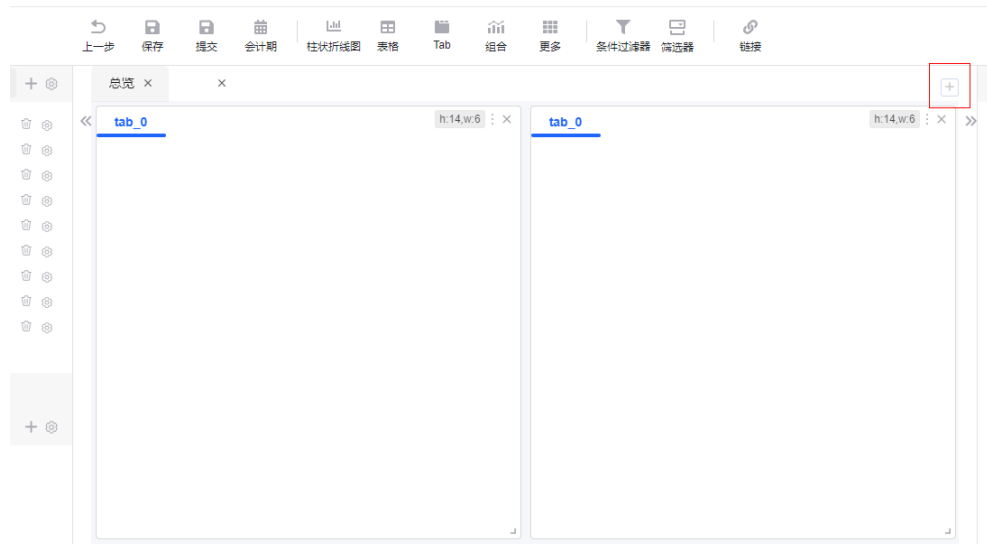 上一步 保存 提交 会计期 柱状折线图 表格 Tab 组合 更多 条件过滤器 筛选器 链接
总览
tab_0 h:14,w:6 tab_0 h:14,w:6